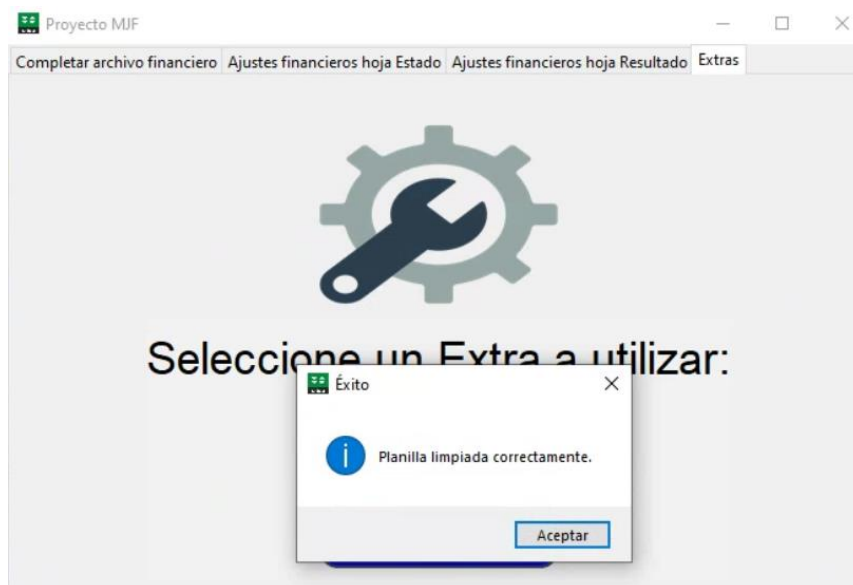 Proyecto MJF
Completar archivo financiero Ajustes financieros hoja Estado Ajustes financieros hoja Resultado Extras
Seleccione un Extra a utilizar:
Éxito
Planilla limpiada correctamente.
Aceptar